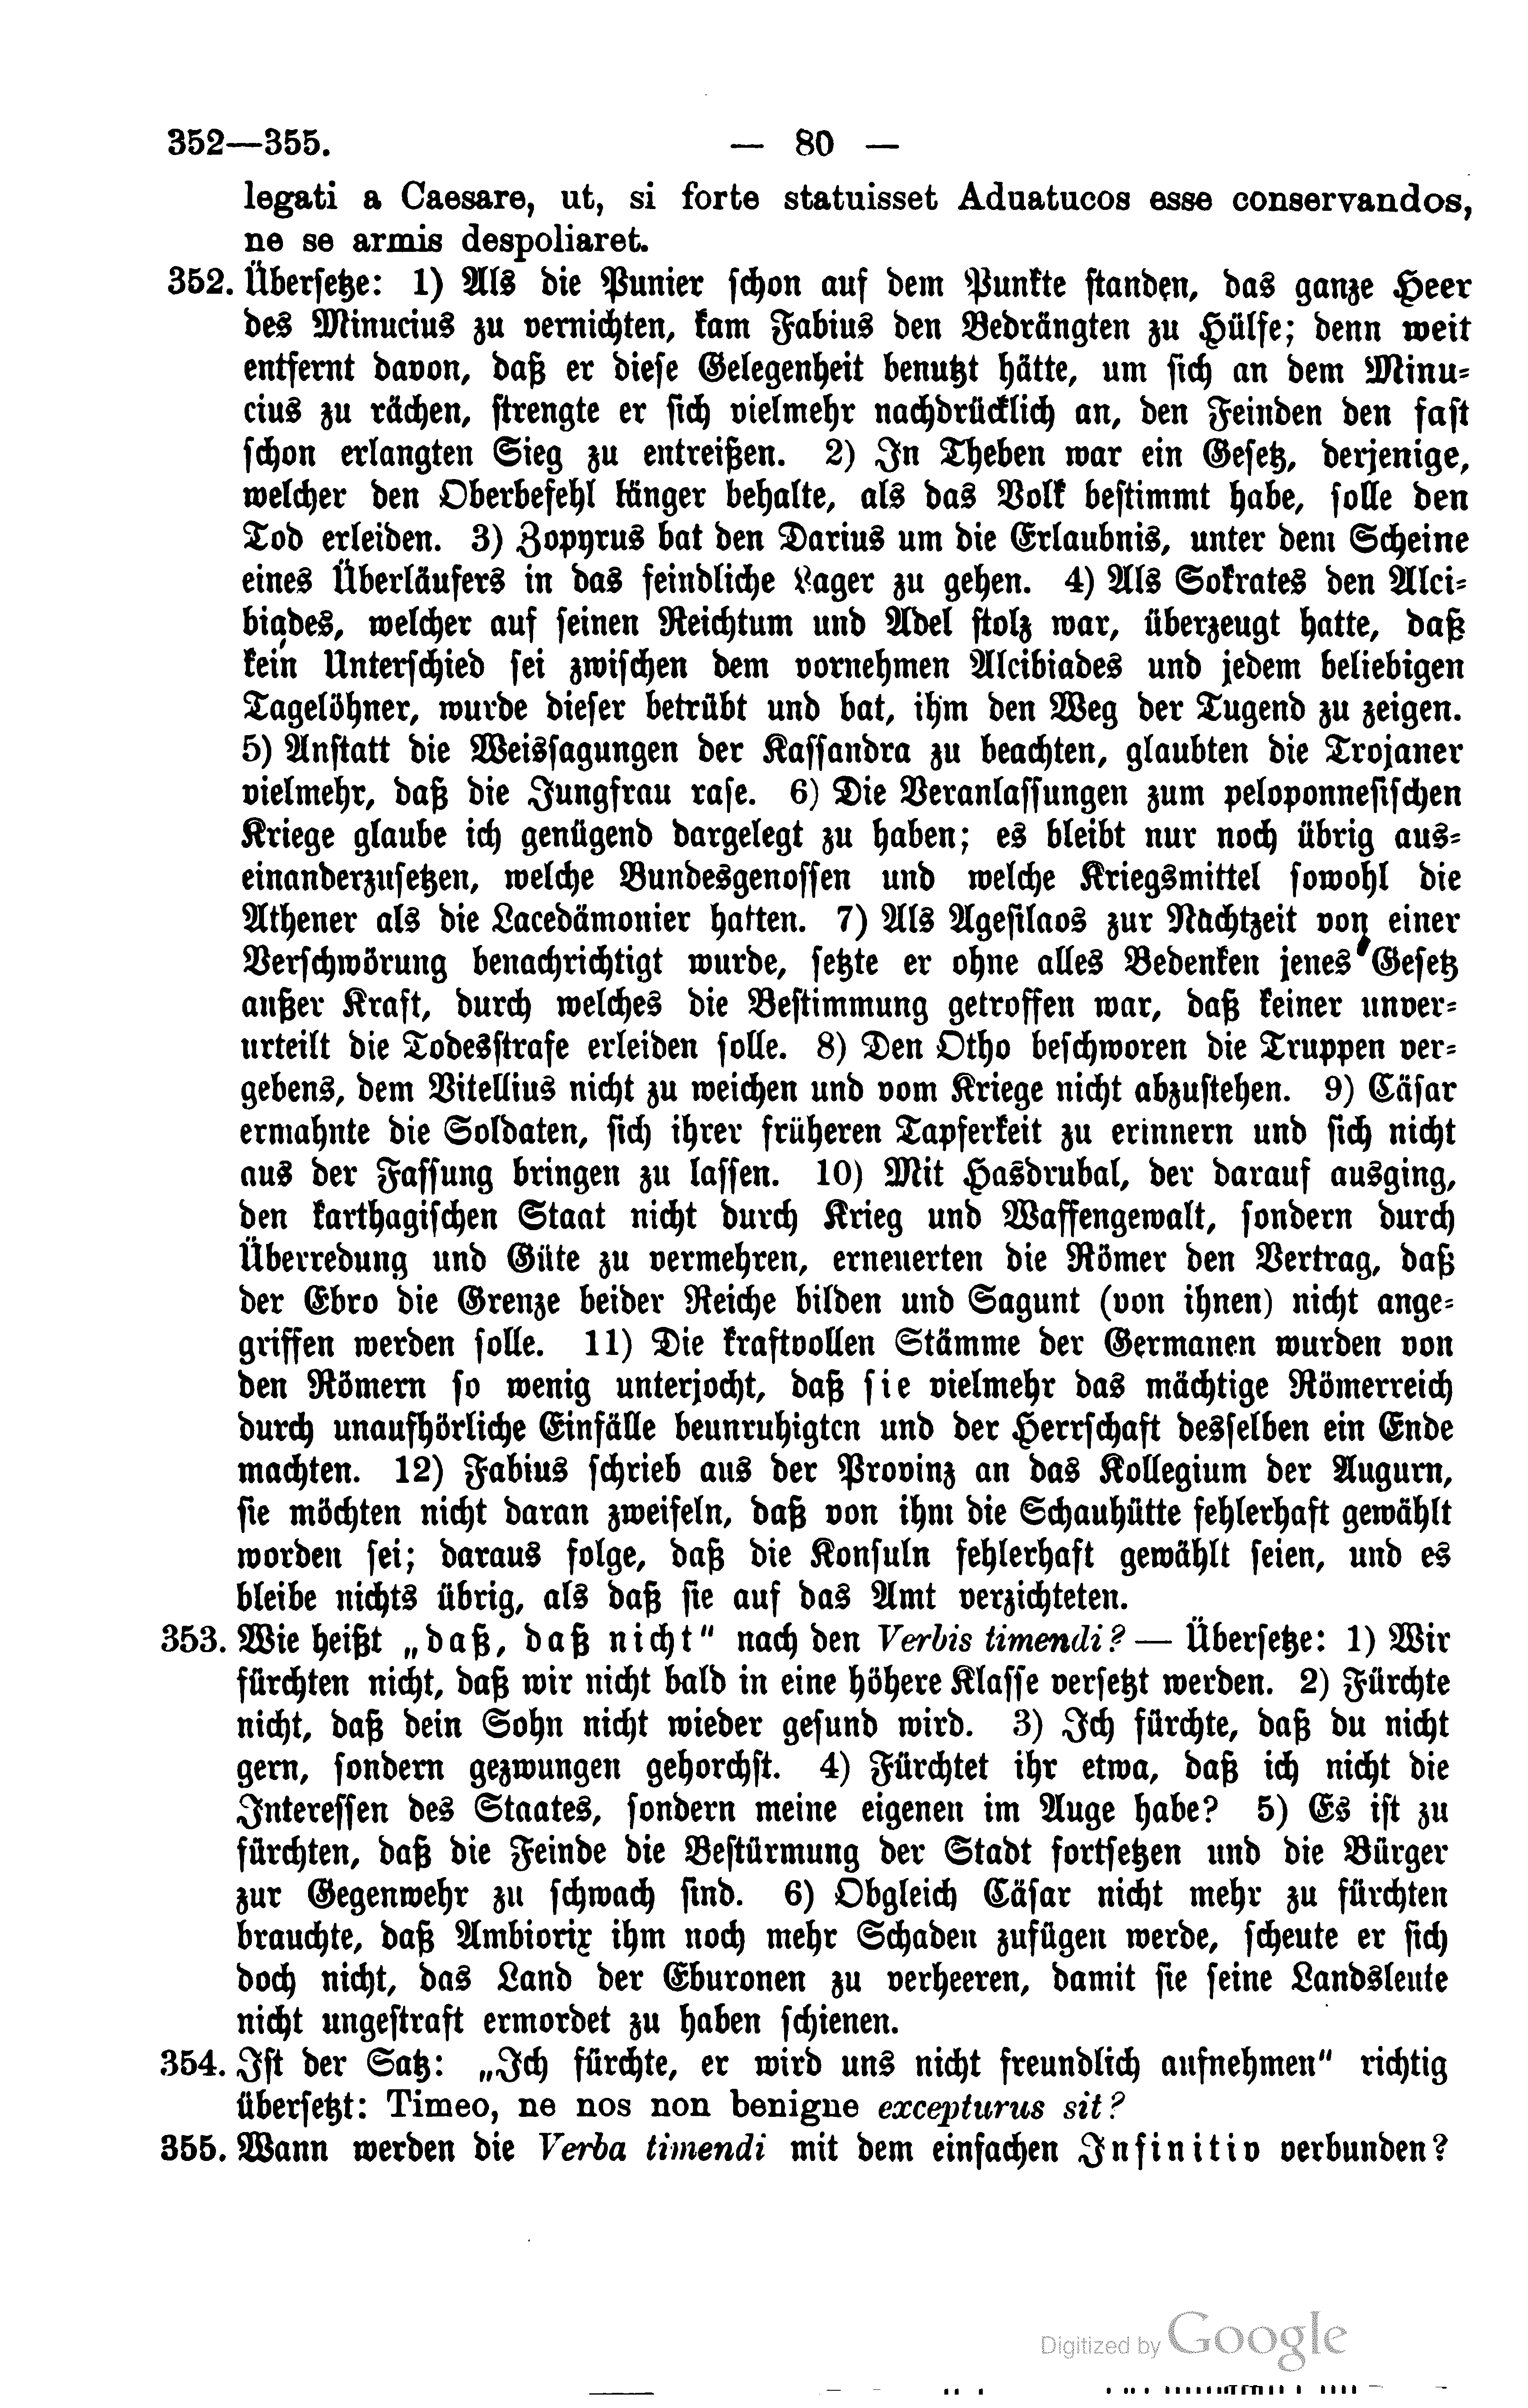 352—355. — 80 —
legati a Caesare, ut, si forte statuisset Aduatucos esse conservandos,
ne se armis despoliaret.
352. Übersetze: 1) Als die Punier schon auf dem Punkte standen, das ganze Heer
des Minucius zu vernichten, kam Fabius den Bedrängten zu Hülfe; denn weit
entfernt davon, daß er diese Gelegenheit benutzt hätte, um sich an dem Minu-
cius zu rächen, strengte er sich vielmehr nachdrücklich an, den Feinden den fast
schon erlangten Sieg zu entreißen. 2) In Theben war ein Gesetz, derjenige,
welcher den Oberbefehl länger behalte, als das Volk bestimmt habe, solle den
Tod erleiden. 3) Zopyrus bat den Darius um die Erlaubnis, unter dem Scheine
eines Überläufers in das feindliche Lager zu gehen. 4) Als Sokrates den Alci-
biades, welcher auf seinen Reichtum und Adel stolz war, überzeugt hatte, daß
kein Unterschied sei zwischen dem vornehmen Alcibiades und jedem beliebigen
Tagelöhner, wurde dieser betrübt und bat, ihm den Weg der Tugend zu zeigen.
5) Anstatt die Weissagungen der Kassandra zu beachten, glaubten die Trojaner
vielmehr, daß die Jungfrau rase. 6) Die Veranlassungen zum peloponnesischen
Kriege glaube ich genügend dargelegt zu haben; es bleibt nur noch übrig aus-
einanderzusetzen, welche Bundesgenossen und welche Kriegsmittel sowohl die
Athener als die Lacedämonier hatten. 7) Als Agesilaos zur Nachtzeit von einer
Verschwörung benachrichtigt wurde, setzte er ohne alles Bedenken jenes Gesetz
außer Kraft, durch welches die Bestimmung getroffen war, daß keiner unver-
urteilt die Todesstrafe erleiden solle. 8) Den Otho beschworen die Truppen ver-
gebens, dem Vitellius nicht zu weichen und vom Kriege nicht abzustehen. 9) Cäsar
ermahnte die Soldaten, sich ihrer früheren Tapferkeit zu erinnern und sich nicht
aus der Fassung bringen zu lassen. 10) Mit Hasdrubal, der darauf ausging,
den karthagischen Staat nicht durch Krieg und Waffengewalt, sondern durch
Überredung und Güte zu vermehren, erneuerten die Römer den Vertrag, daß
der Ebro die Grenze beider Reiche bilden und Sagunt (von ihnen) nicht ange-
griffen werden solle. 11) Die kraftvollen Stämme der Germanen wurden von
den Römern so wenig unterjocht, daß sie vielmehr das mächtige Römerreich
durch unaufhörliche Einfälle beunruhigten und der Herrschaft desselben ein Ende
machten. 12) Fabius schrieb aus der Provinz an das Kollegium der Augurn,
sie möchten nicht daran zweifeln, daß von ihm die Schauhütte fehlerhaft gewählt
worden sei; daraus folge, daß die Konsuln fehlerhaft gewählt seien, und es
bleibe nichts übrig, als daß sie auf das Amt verzichteten.
353. Wie heißt „daß, daß nicht" nach den Verbis timendi? — Übersetze: 1) Wir
fürchten nicht, daß wir nicht bald in eine höhere Klasse versetzt werden. 2) Fürchte
nicht, daß dein Sohn nicht wieder gesund wird. 3) Ich fürchte, daß du nicht
gern, sondern gezwungen gehorchst. 4) Fürchtet ihr etwa, daß ich nicht die
Interessen des Staates, sondern meine eigenen im Auge habe? 5) Es ist zu
fürchten, daß die Feinde die Bestürmung der Stadt fortsetzen und die Bürger
zur Gegenwehr zu schwach sind. 6) Obgleich Cäsar nicht mehr zu fürchten
brauchte, daß Ambiorix ihm noch mehr Schaden zufügen werde, scheute er sich
doch nicht, das Land der Eburonen zu verheeren, damit sie seine Landsleute
nicht ungestraft ermordet zu haben schienen.
354. Ist der Satz: „Ich fürchte, er wird uns nicht freundlich aufnehmen" richtig
übersetzt: Timeo, ne nos non benigne excepturus sit?
355. Wann werden die Verba timendi mit dem einfachen Infinitiv verbunden?
Digitized by Google